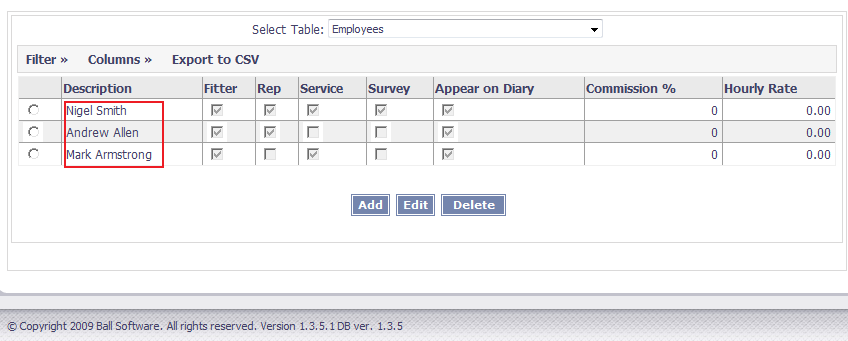 Select Table: Employees
Filter » Columns » Export to CSV
Description Fitter Rep Service Survey Appear on Diary Commission % Hourly Rate
Nigel Smith 0 0.00
Andrew Allen 0 0.00
Mark Armstrong 0 0.00
Add Edit Delete
© Copyright 2009 Ball Software. All rights reserved. Version 1.3.5.1 DB ver. 1.3.5